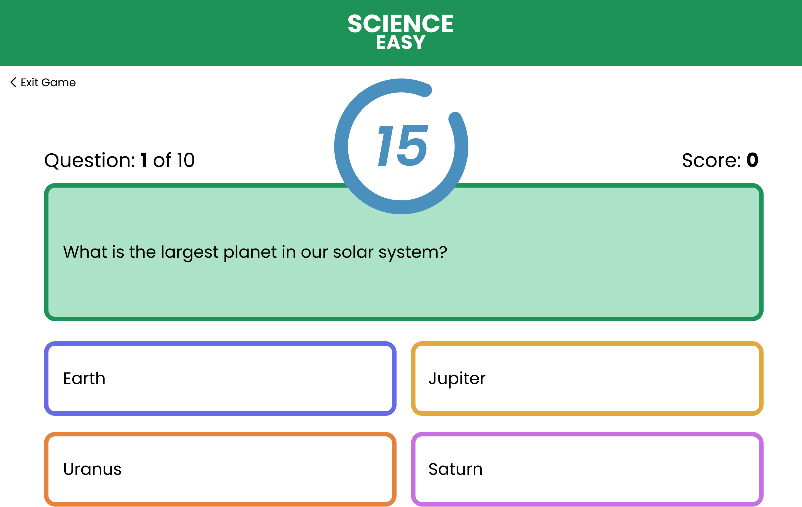 SCIENCE
EASY
Exit Game
15
Question: 1 of 10
Score: 0
What is the largest planet in our solar system?
Earth
Jupiter
Uranus
Saturn